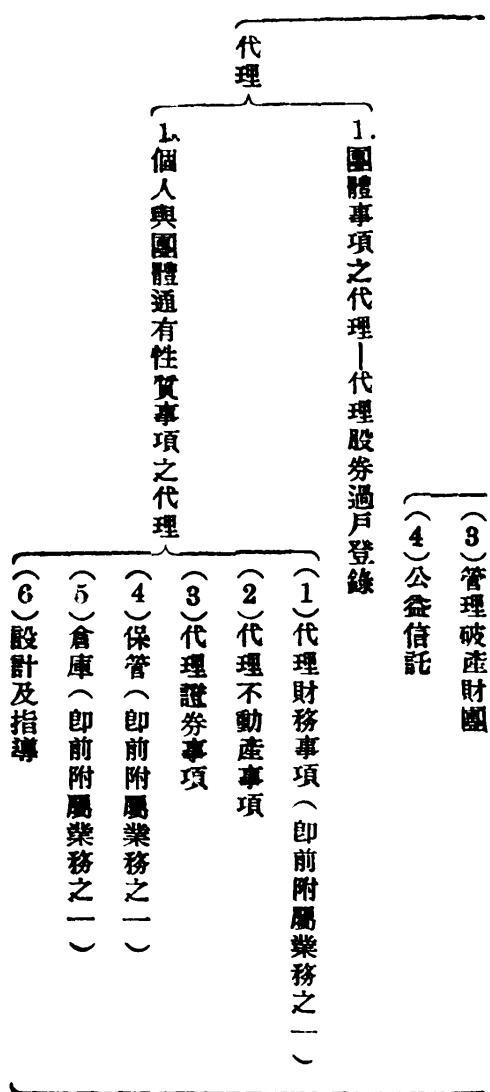 （3）管理破產財團
（4）公益信託
代理
1.團體事項之代理—代理股券過戶登錄
1.個人與團體通有性質事項之代理
（1）代理財務事項（卽前附屬業務之一）
（2）代理不動產事項
（3）代理證券事項
（4）保管（卽前附屬業務之一）
（5）倉庫（卽前附屬業務之一）
（6）設計及指導